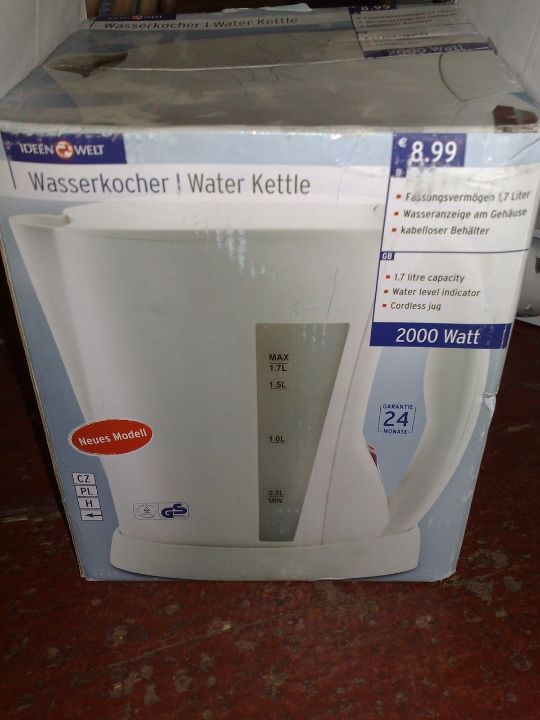 Wasserkocher | Water Kettle
8.99
2000 Watt
IDEEN WELT
€ 8.99
D
Wasserkocher | Water Kettle
Fassungsvermögen 1,7 Liter
Wasseranzeige am Gehäuse
kabelloser Behälter
GB
1.7 litre capacity
Water level indicator
Cordless jug
2000 Watt
MAX
1.7L
1.5L
1.0L
0.5L
MIN
GARANTIE
24
MONATE
Neues Modell
CZ
PL
H
GS